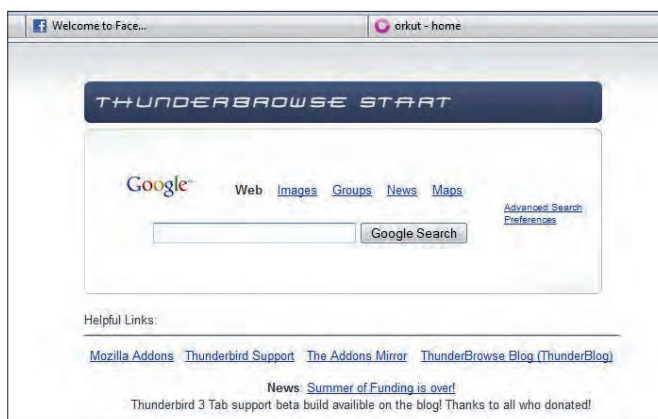 Welcome to Face... orkut - home
THUNDERBROWSE START
Google™ Web Images Groups News Maps
Advanced Search
Preferences
Google Search
Helpful Links:
Mozilla Addons Thunderbird Support The Addons Mirror ThunderBrowse Blog (ThunderBlog)
News: Summer of Funding is over!
Thunderbird 3 Tab support beta build availible on the blog! Thanks to all who donated!